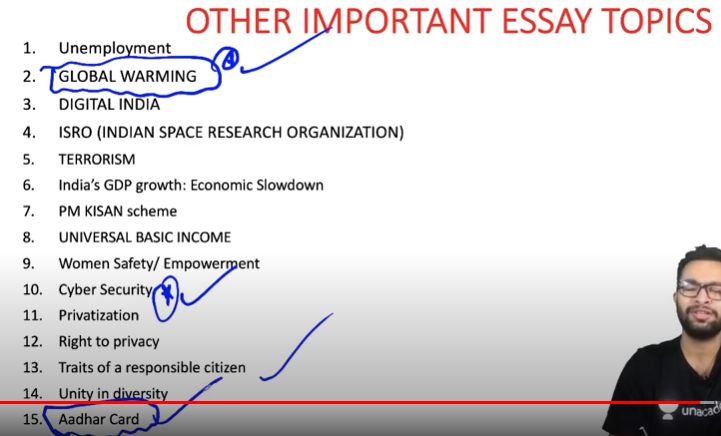 OTHER IMPORTANT ESSAY TOPICS
1. Unemployment
2. GLOBAL WARMING
3. DIGITAL INDIA
4. ISRO (INDIAN SPACE RESEARCH ORGANIZATION)
5. TERRORISM
6. India's GDP growth: Economic Slowdown
7. PM KISAN scheme
8. UNIVERSAL BASIC INCOME
9. Women Safety/ Empowerment
10. Cyber Security
11. Privatization
12. Right to privacy
13. Traits of a responsible citizen
14. Unity in diversity
15. Aadhar Card
unacad